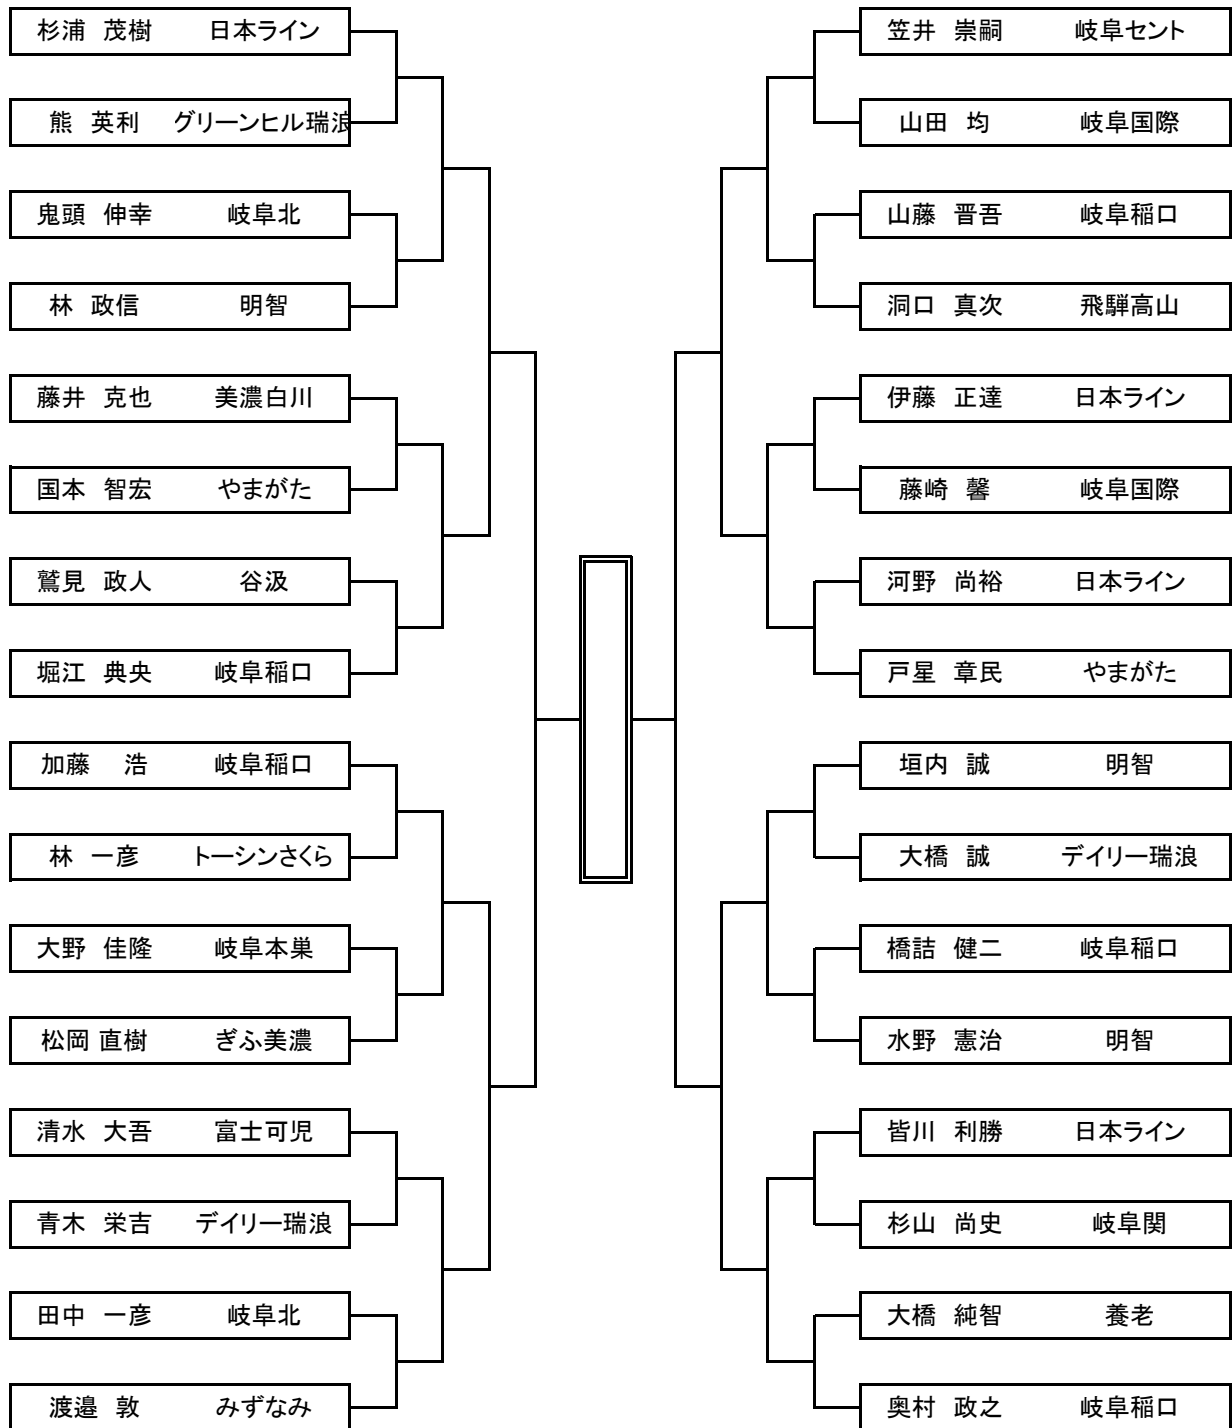 杉浦 茂樹 日本ライン
熊 英利 グリーンヒル瑞浪
鬼頭 伸幸 岐阜北
林 政信 明智
藤井 克也 美濃白川
国本 智宏 やまがた
鷲見 政人 谷汲
堀江 典央 岐阜稲口
加藤 浩 岐阜稲口
林 一彦 トーシンさくら
大野 佳隆 岐阜本巣
松岡 直樹 ぎふ美濃
清水 大吾 富士可児
青木 栄吉 デイリー瑞浪
田中 一彦 岐阜北
渡邉 敦 みずなみ
笠井 崇嗣 岐阜セント
山田 均 岐阜国際
山藤 晋吾 岐阜稲口
洞口 真次 飛騨高山
伊藤 正達 日本ライン
藤崎 馨 岐阜国際
河野 尚裕 日本ライン
戸星 章民 やまがた
垣内 誠 明智
大橋 誠 デイリー瑞浪
橋詰 健二 岐阜稲口
水野 憲治 明智
皆川 利勝 日本ライン
杉山 尚史 岐阜関
大橋 純智 養老
奥村 政之 岐阜稲口